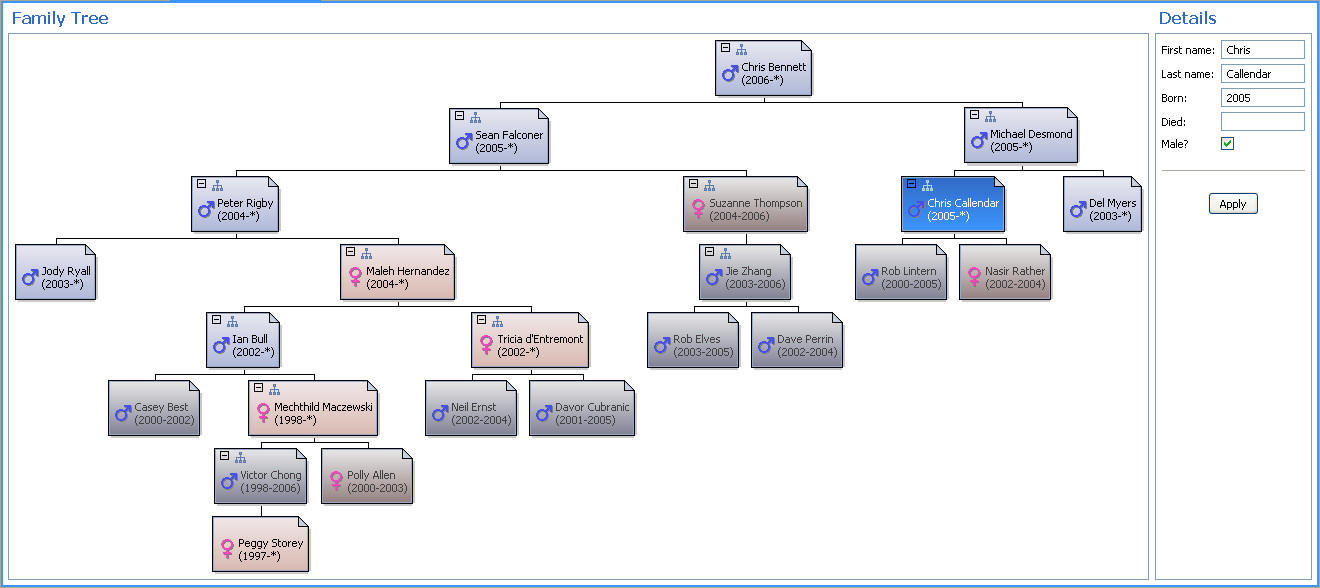 Family Tree
Chris Bennett
(2006-*)
Sean Falconer
(2005-*)
Michael Desmond
(2005-*)
Peter Rigby
(2004-*)
Suzanne Thompson
(2004-2006)
Chris Callendar
(2005-*)
Del Myers
(2003-*)
Jody Ryall
(2003-*)
Maleh Hernandez
(2004-*)
Jie Zhang
(2003-2006)
Rob Lintern
(2000-2005)
Nasir Rather
(2002-2004)
Ian Bull
(2002-*)
Tricia d'Entremont
(2002-*)
Rob Elves
(2003-2005)
Dave Perrin
(2002-2004)
Casey Best
(2000-2002)
Mechthild Maczewski
(1998-*)
Neil Ernst
(2002-2004)
Davor Cubranic
(2001-2005)
Victor Chong
(1998-2006)
Polly Allen
(2000-2003)
Peggy Storey
(1997-*)
Details
First name: Chris
Last name: Callendar
Born: 2005
Died:
Male?
Apply